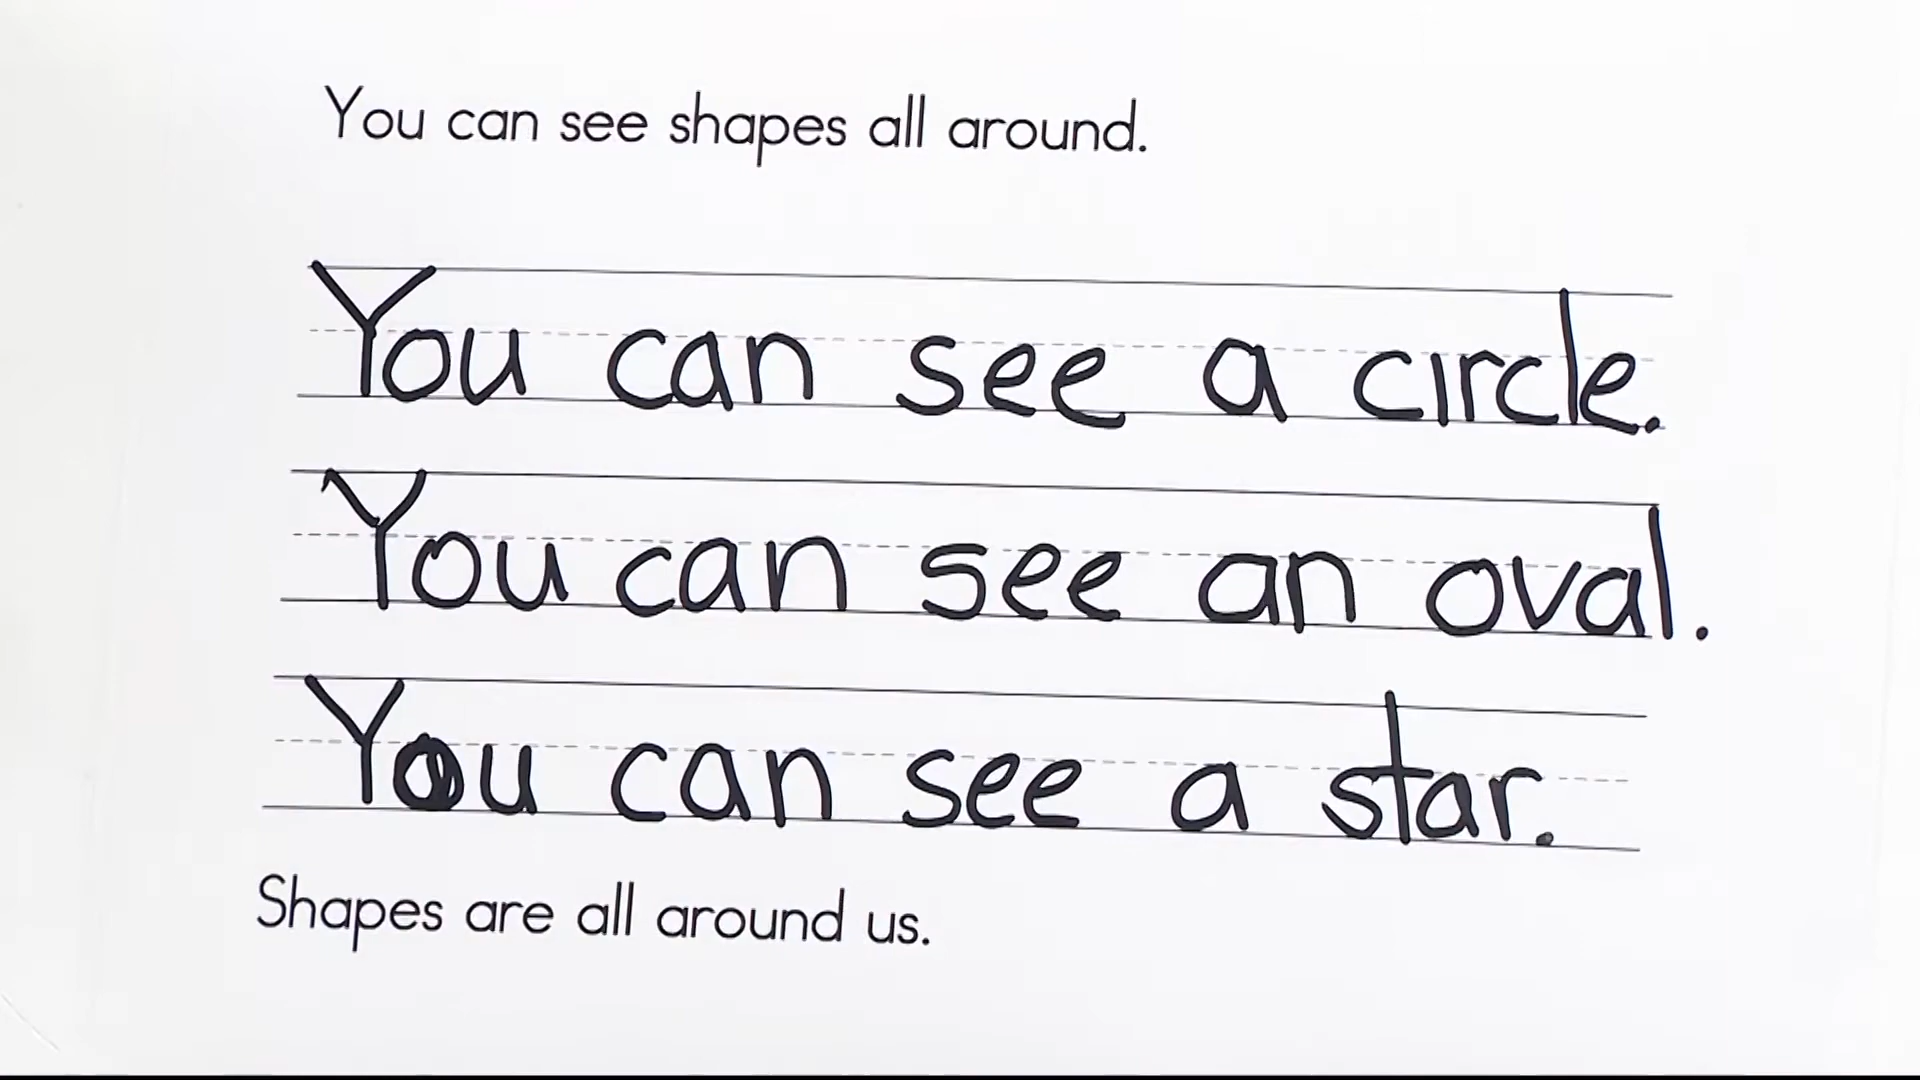 You can see shapes all around.
You can see a circle.
You can see an oval.
You can see a star.
Shapes are all around us.